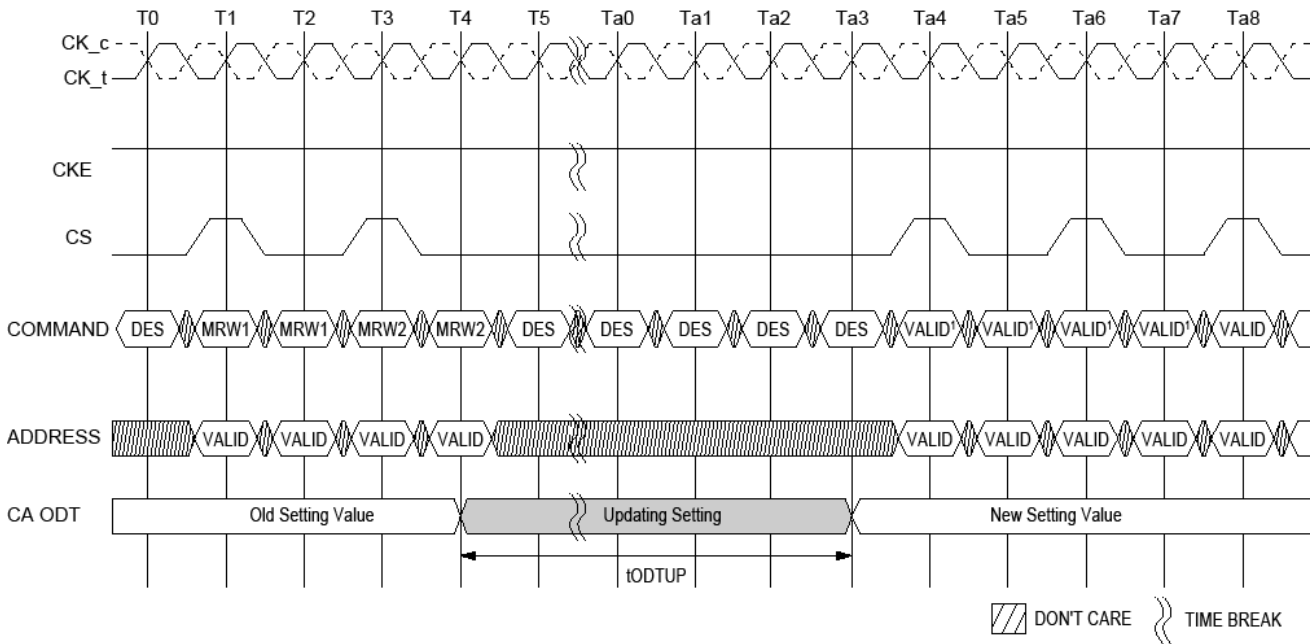 T0 T1 T2 T3 T4 T5 Ta0 Ta1 Ta2 Ta3 Ta4 Ta5 Ta6 Ta7 Ta8
CK_c
CK_t
CKE
CS
COMMAND DES MRW1 MRW1 MRW2 MRW2 DES DES DES DES DES VALID¹ VALID¹ VALID¹ VALID¹ VALID
ADDRESS VALID VALID VALID VALID VALID VALID VALID VALID VALID
CA ODT Old Setting Value Updating Setting New Setting Value
tODTUP
DON'T CARE TIME BREAK